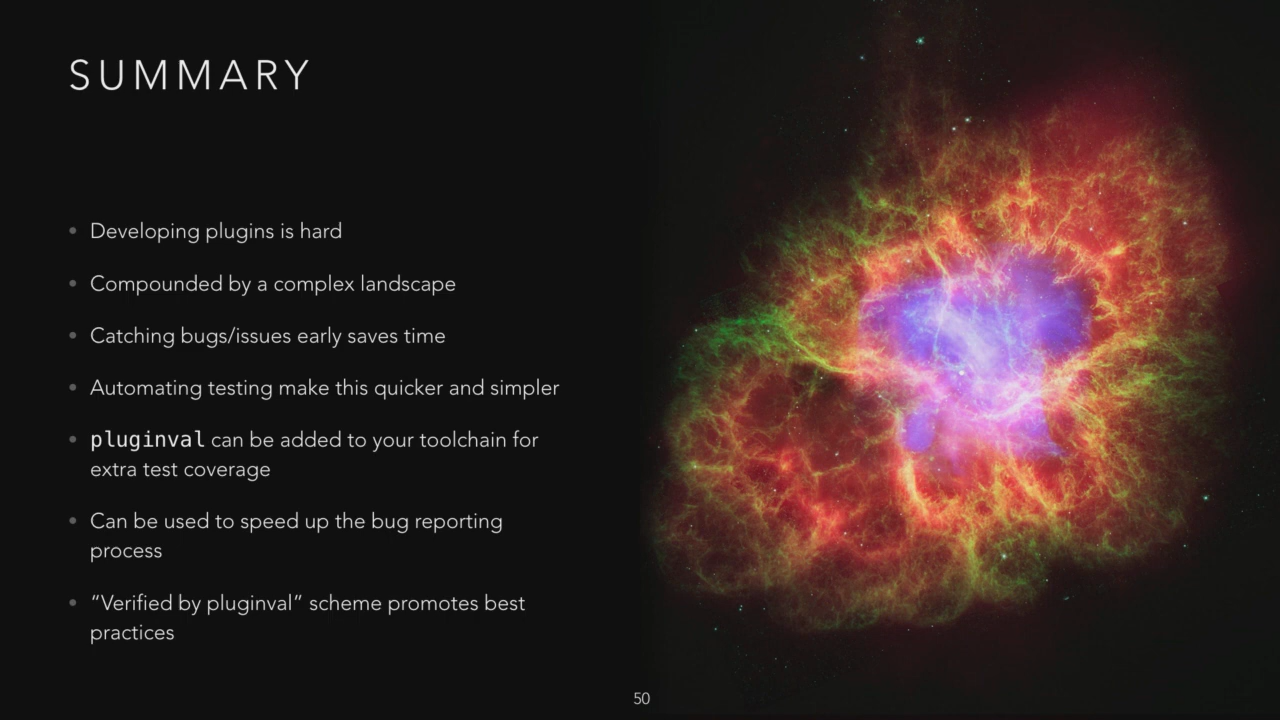 SUMMARY
• Developing plugins is hard
• Compounded by a complex landscape
• Catching bugs/issues early saves time
• Automating testing make this quicker and simpler
• pluginval can be added to your toolchain for
extra test coverage
• Can be used to speed up the bug reporting
process
• “Verified by pluginval” scheme promotes best
practices
50